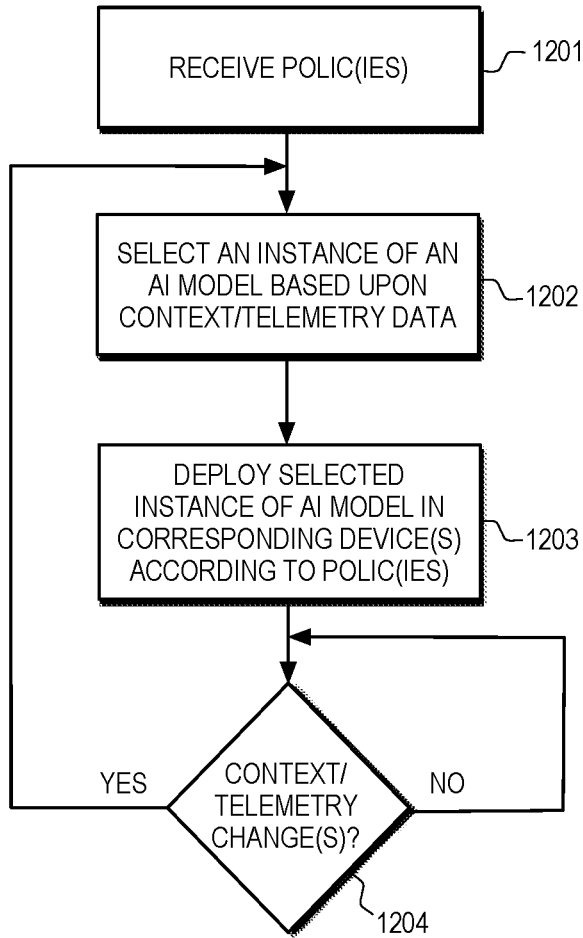 RECEIVE POLIC(IES)
1201
SELECT AN INSTANCE OF AN
AI MODEL BASED UPON
CONTEXT/TELEMETRY DATA
1202
DEPLOY SELECTED
INSTANCE OF AI MODEL IN
CORRESPONDING DEVICE(S)
ACCORDING TO POLIC(IES)
1203
YES
CONTEXT/
TELEMETRY
CHANGE(S)?
NO
1204